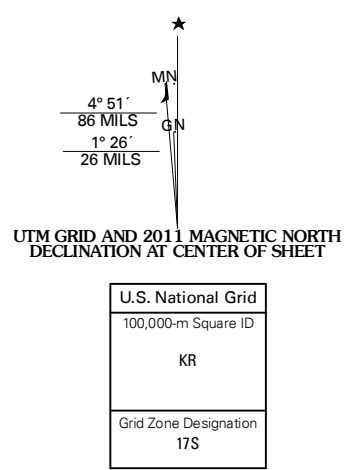 MN
4° 51´
86 MILS
GN
1° 26´
26 MILS
UTM GRID AND 2011 MAGNETIC NORTH
DECLINATION AT CENTER OF SHEET
U.S. National Grid
100,000-m Square ID
KR
Grid Zone Designation
17S